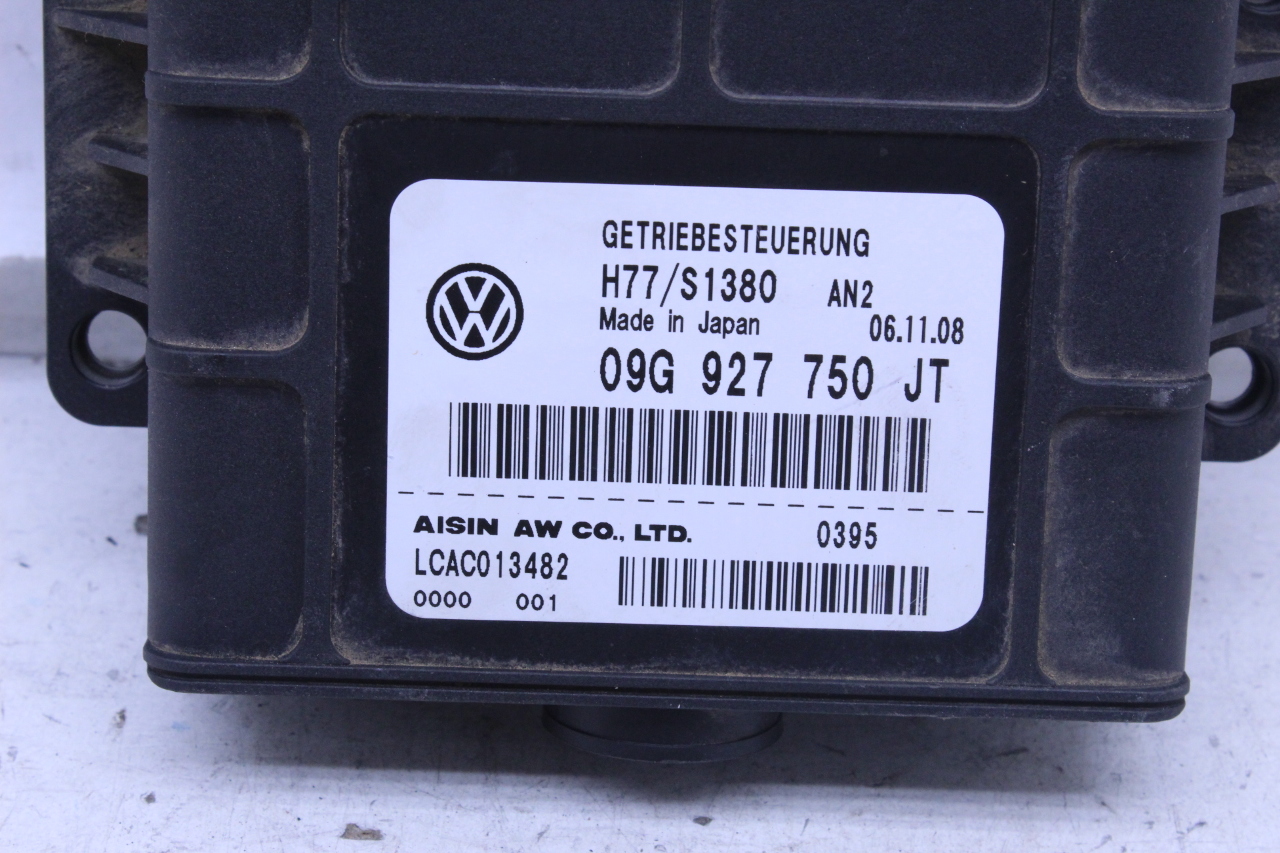 GETRIEBESTEUERUNG
H77/S1380 AN2
Made in Japan 06.11.08
09G 927 750 JT
AISIN AW CO., LTD. 0395
LCAC013482
0000 001